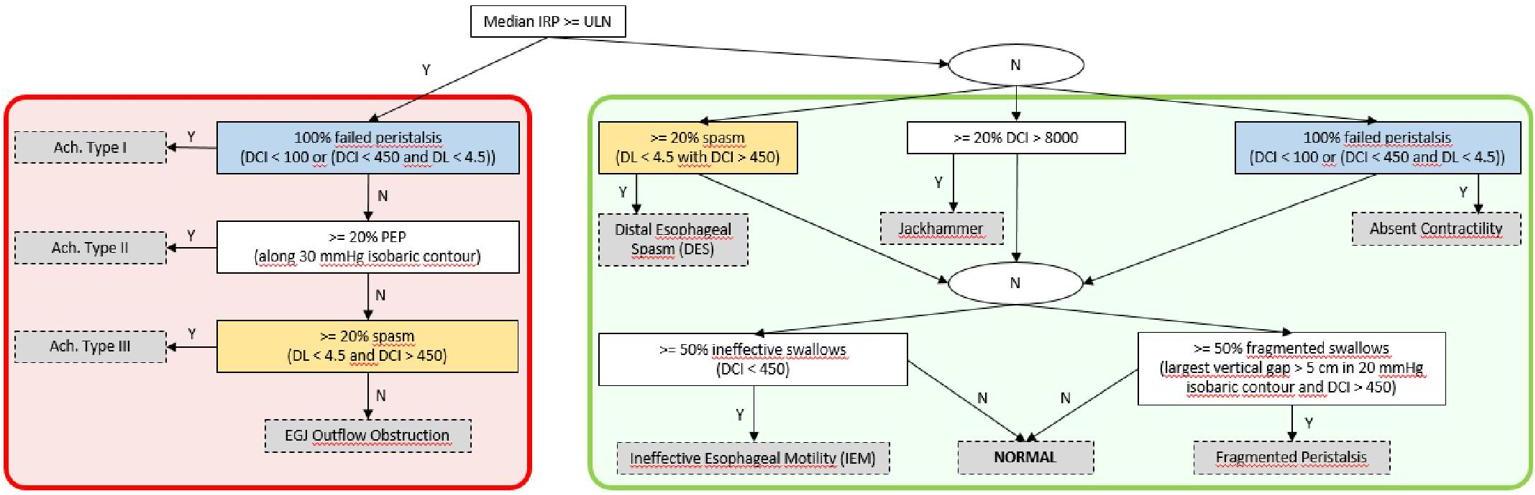 Median IRP >= ULN
N
Y
Ach. Type I
Y
100% failed peristalsis
(DCI < 100 or (DCI < 450 and DL < 4.5))
N
Ach. Type II
Y
>= 20% PEP
(along 30 mmHg isobaric contour)
N
Ach. Type III
Y
>= 20% spasm
(DL < 4.5 and DCI > 450)
N
EGJ Outflow Obstruction
>= 20% spasm
(DL < 4.5 with DCI > 450)
Y
Distal Esophageal
Spasm (DES)
>= 20% DCI > 8000
Y
Jackhammer
100% failed peristalsis
(DCI < 100 or (DCI < 450 and DL < 4.5))
Y
Absent Contractility
N
>= 50% ineffective swallows
(DCI < 450)
Y
Ineffective Esophageal Motility (IEM)
N
N
NORMAL
>= 50% fragmented swallows
(largest vertical gap > 5 cm in 20 mmHg
isobaric contour and DCI > 450)
Y
Fragmented Peristalsis